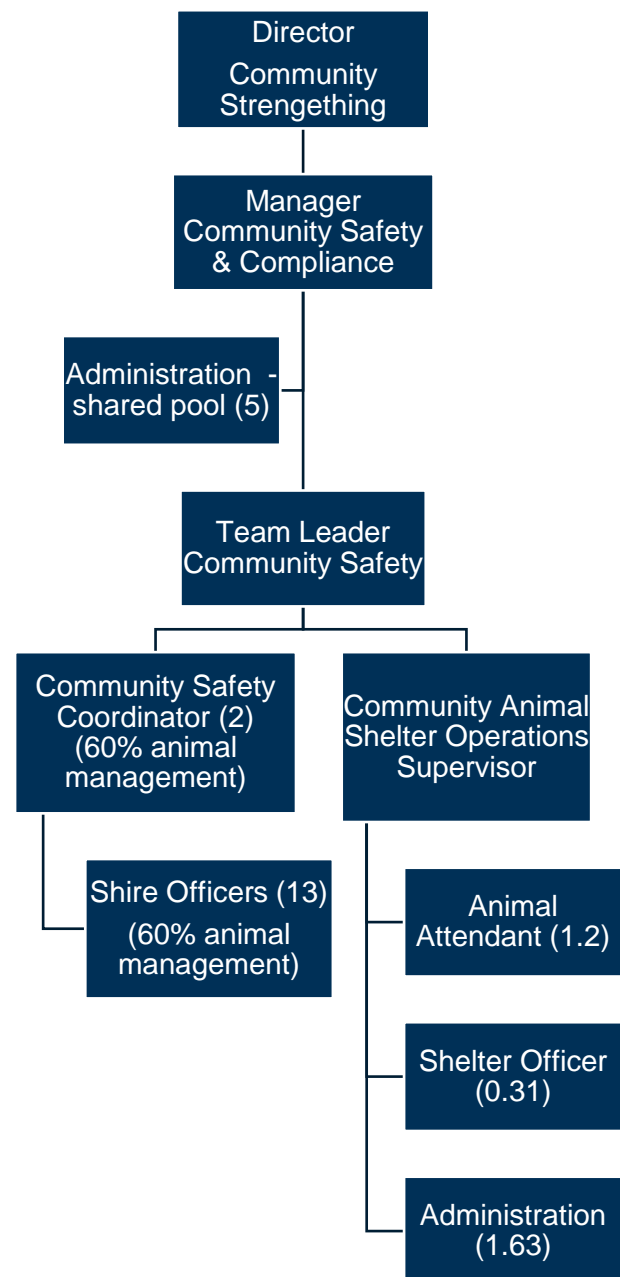 Director
Community
Strengething
Manager
Community Safety
& Compliance
Administration -
shared pool (5)
Team Leader
Community Safety
Community Safety
Coordinator (2)
(60% animal
management)
Shire Officers (13)
(60% animal
management)
Community Animal
Shelter Operations
Supervisor
Animal
Attendant (1.2)
Shelter Officer
(0.31)
Administration
(1.63)